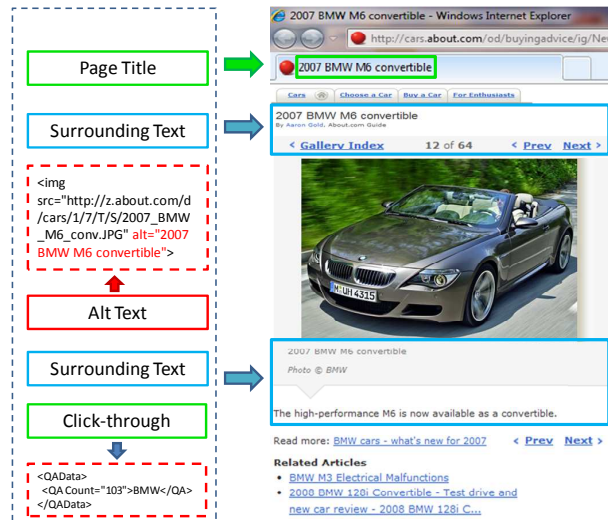 Page Title
Surrounding Text
<img
src="http://z.about.com/d
/cars/1/7/T/S/2007_BMW
_M6_conv.JPG" alt="2007
BMW M6 convertible">
Alt Text
Surrounding Text
Click-through
<QAData>
<QA Count="103">BMW</QA>
</QAData>
2007 BMW M6 convertible - Windows Internet Explorer
http://cars.about.com/od/buyingadvice/ig/Ne
2007 BMW M6 convertible
Cars Choose a Car Buy a Car For Enthusiasts
2007 BMW M6 convertible
By Aaron Gold, About.com Guide
< Gallery Index 12 of 64 < Prev Next >
M:UH 4315
2007 BMW M6 convertible
Photo © BMW
The high-performance M6 is now available as a convertible.
Read more: BMW cars - what's new for 2007 < Prev Next >
Related Articles
• BMW M3 Electrical Malfunctions
• 2008 BMW 128i Convertible - Test drive and
new car review - 2008 BMW 128i C...